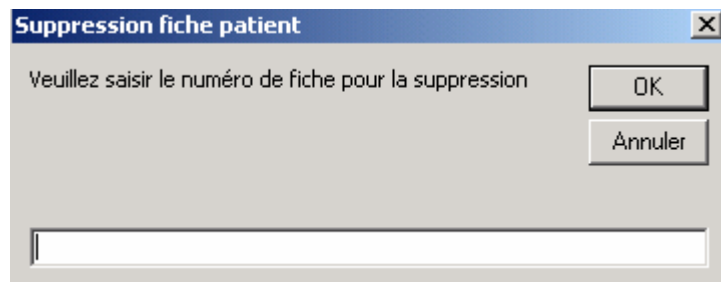 Suppression fiche patient
Veuillez saisir le numéro de fiche pour la suppression
OK
Annuler